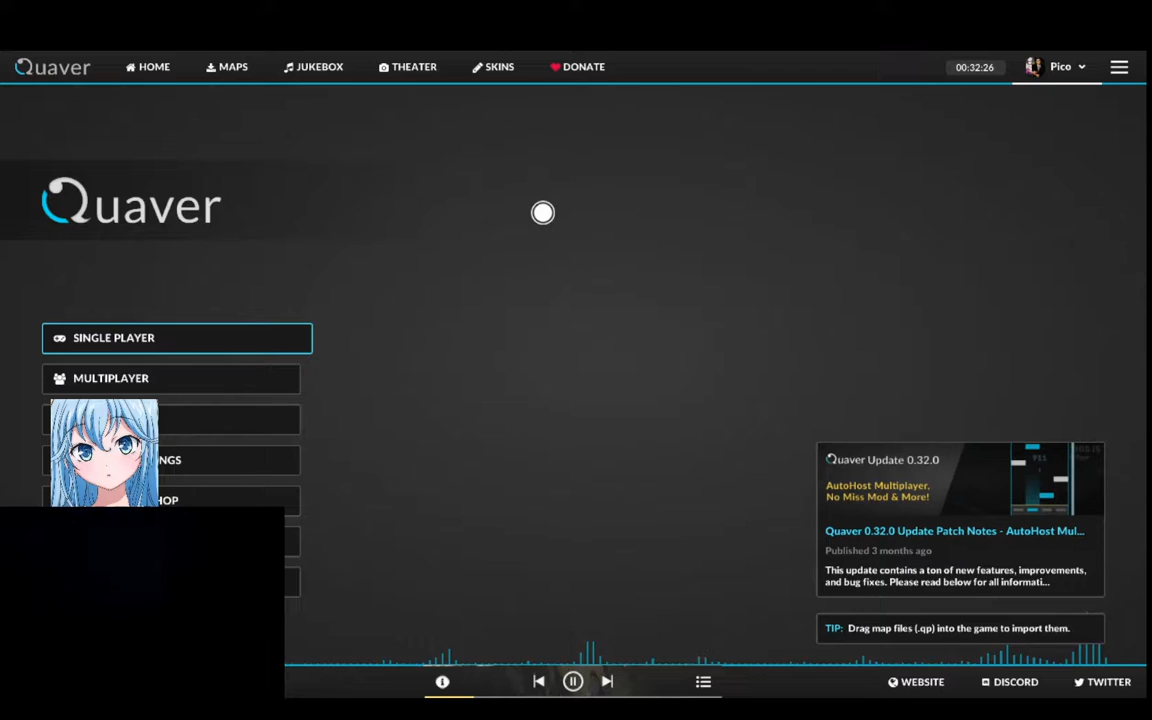 Quaver
HOME
MAPS
JUKEBOX
THEATER
SKINS
DONATE
00:32:26
Pico
Quaver
SINGLE PLAYER
MULTIPLAYER
NGS
HOP
911
Quaver Update 0.32.0
AutoHost Multiplayer,
No Miss Mod & More!
Quaver 0.32.0 Update Patch Notes - AutoHost Mul...
Published 3 months ago
This update contains a ton of new features, improvements,
and bug fixes. Please read below for all informati...
TIP: Drag map files (.qp) into the game to import them.
WEBSITE
DISCORD
TWITTER